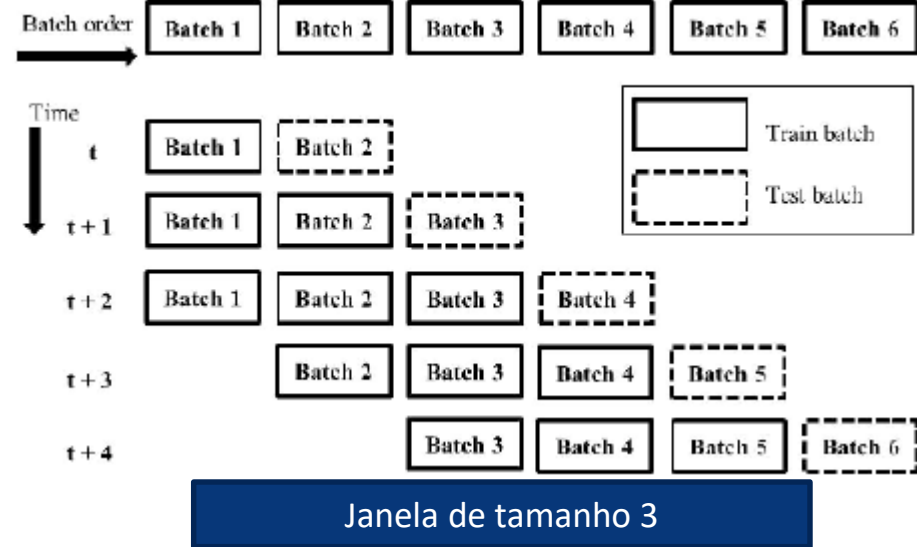 Batch order Batch 1 Batch 2 Batch 3 Batch 4 Batch 5 Batch 6
Time
t Batch 1 Batch 2
t + 1 Batch 1 Batch 2 Batch 3
t + 2 Batch 1 Batch 2 Batch 3 Batch 4
t + 3 Batch 2 Batch 3 Batch 4 Batch 5
t + 4 Batch 3 Batch 4 Batch 5 Batch 6
Train batch
Test batch
Janela de tamanho 3